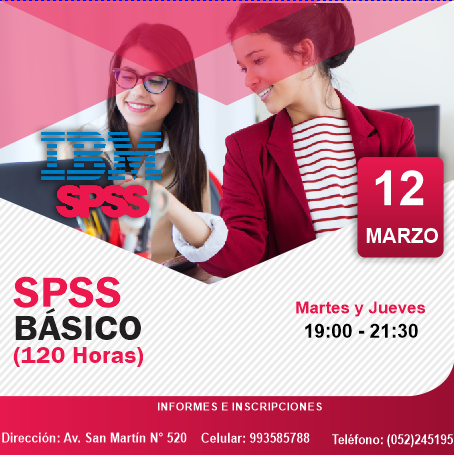 IBM
SPSS
12
MARZO
SPSS
BÁSICO
(120 Horas)
Martes y Jueves
19:00 - 21:30
INFORMES E INSCRIPCIONES
Dirección: Av. San Martín N° 520 Celular: 993585788 Teléfono: (052)245195